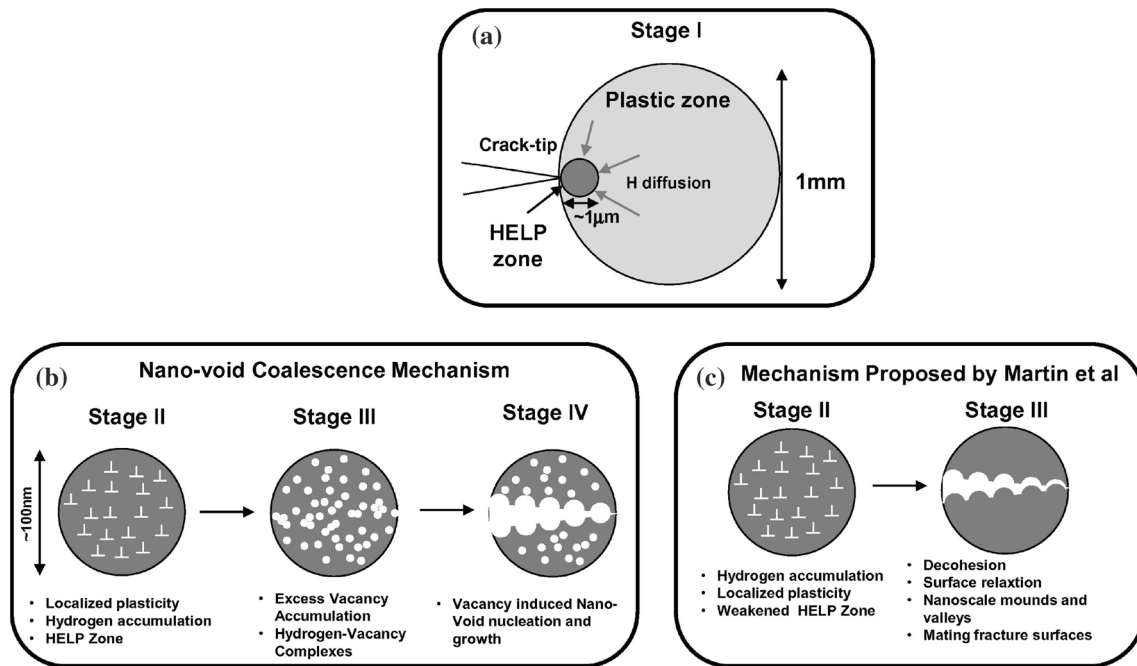 (a)
Stage I
Plastic zone
Crack-tip
H diffusion
1mm
~1μm
HELP
zone
(b)
Nano-void Coalescence Mechanism
Stage II
Stage III
Stage IV
~100nm
• Localized plasticity
• Hydrogen accumulation
• HELP Zone
• Excess Vacancy
Accumulation
• Hydrogen-Vacancy
Complexes
• Vacancy induced Nano-
Void nucleation and
growth
(c)
Mechanism Proposed by Martin et al
Stage II
Stage III
• Hydrogen accumulation
• Localized plasticity
• Weakened HELP Zone
• Decohesion
• Surface relaxtion
• Nanoscale mounds and
valleys
• Mating fracture surfaces